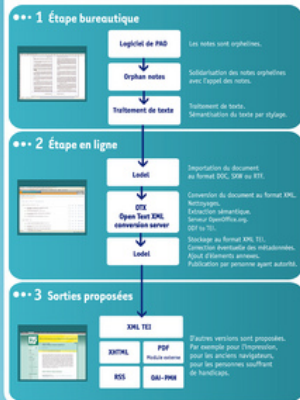 1 Étape bureautique
Logiciel de PAO
Les notes sont orphelines.
Orphan notes
Solidarisation des notes orphelines
avec l'appel des notes.
Traitement de texte
Traitement de texte.
Sémantisation du texte par stylage.
2 Étape en ligne
Lodel
Importation du document
au format DOC, SXW ou RTF.
OTX
Open Text XML
conversion server
Conversion du document au format XML.
Nettoyages.
Extraction sémantique.
Serveur OpenOffice.org.
ODF to TEI.
Lodel
Stockage au format XML TEI.
Correction éventuelle des métadonnées.
Ajout d'éléments annexes.
Publication par personne ayant autorité.
3 Sorties proposées
XML TEI
XHTML
PDF
Module externe
RSS
OAI-PMH
D'autres versions sont proposées.
Par exemple pour l'impression,
pour les anciens navigateurs,
pour les personnes souffrant
de handicaps.